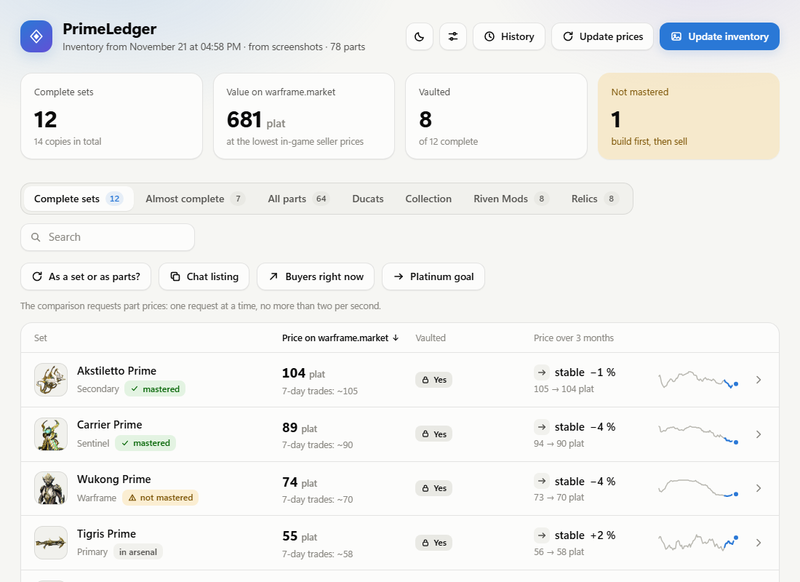 PrimeLedger
Inventory from November 21 at 04:58 PM · from screenshots · 78 parts
History
Update prices
Update inventory
Complete sets
12
14 copies in total
Value on warframe.market
681 plat
at the lowest in-game seller prices
Vaulted
8
of 12 complete
Not mastered
1
build first, then sell
Complete sets 12
Almost complete 7
All parts 64
Ducats
Collection
Riven Mods 8
Relics 8
Search
As a set or as parts?
Chat listing
Buyers right now
Platinum goal
The comparison requests part prices: one request at a time, no more than two per second.
Set
Price on warframe.market ↓
Vaulted
Price over 3 months
Akstiletto Prime
Secondary ✓ mastered
104 plat
7-day trades: ~105
Yes
→ stable −1 %
105 → 104 plat
Carrier Prime
Sentinel ✓ mastered
89 plat
7-day trades: ~90
Yes
→ stable −4 %
94 → 90 plat
Wukong Prime
Warframe not mastered
74 plat
7-day trades: ~70
Yes
→ stable −4 %
73 → 70 plat
Tigris Prime
Primary in arsenal
55 plat
7-day trades: ~58
Yes
→ stable +2 %
56 → 58 plat